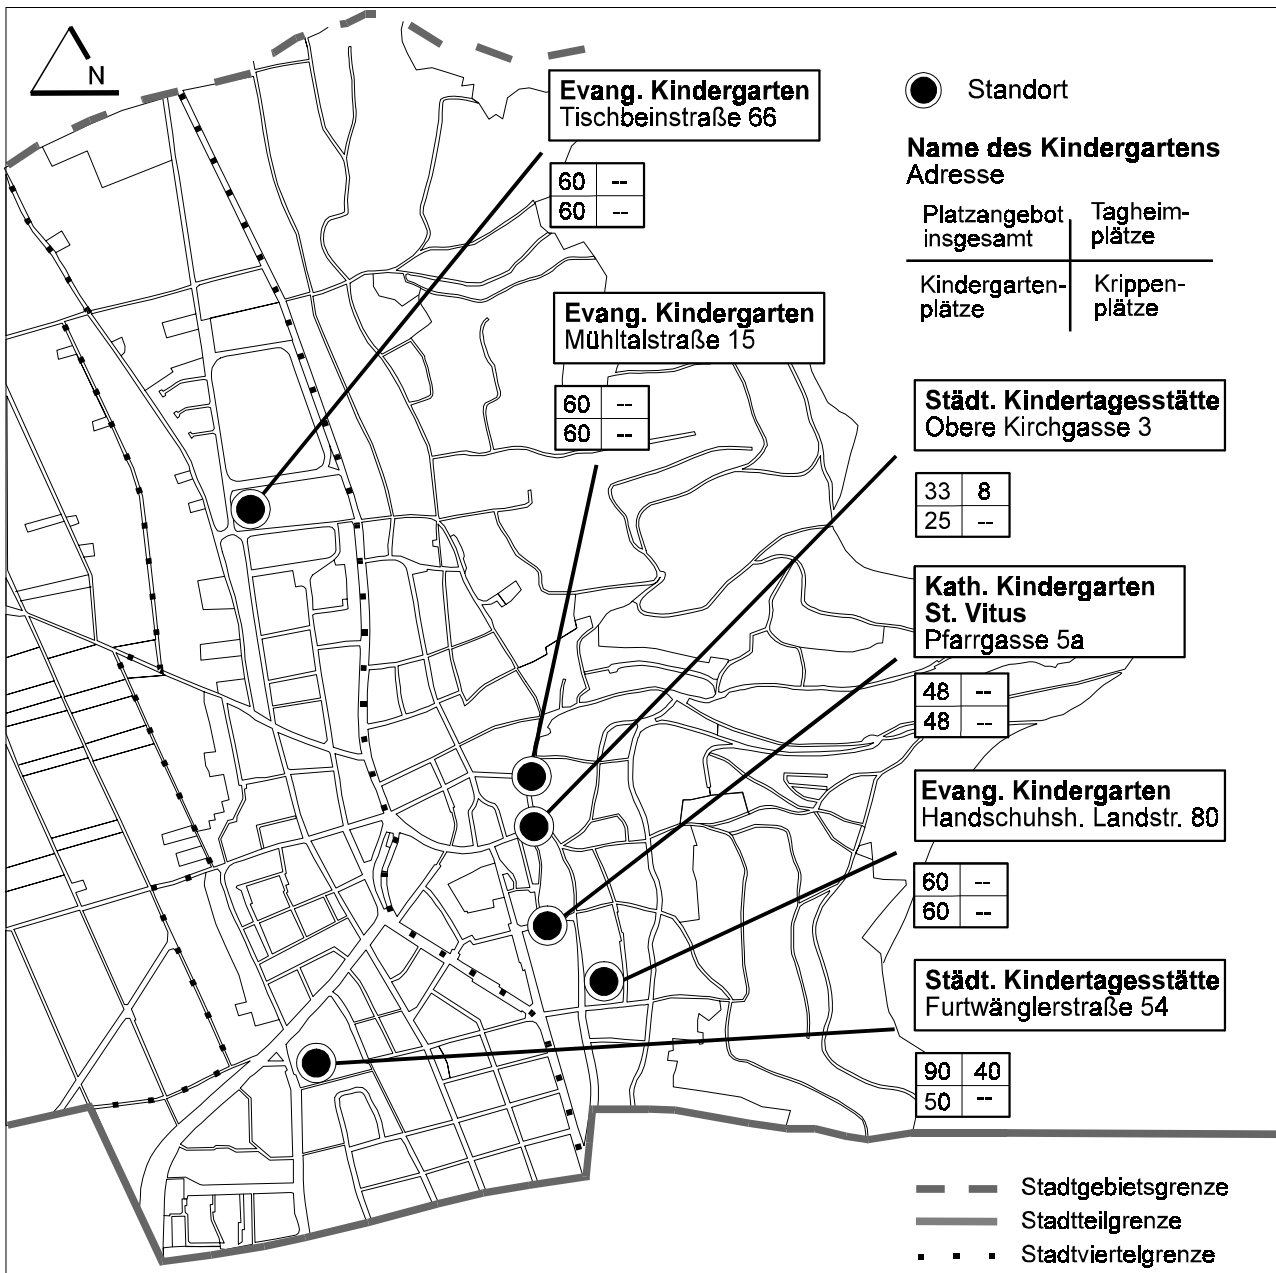 N
Evang. Kindergarten
Tischbeinstraße 66
60 --
60 --
Evang. Kindergarten
Mühltalstraße 15
60 --
60 --
Standort
Name des Kindergartens
Adresse
Platzangebot insgesamt
Tagheim-
plätze
Kindergarten-
plätze
Krippen-
plätze
Städt. Kindertagesstätte
Obere Kirchgasse 3
33 8
25 --
Kath. Kindergarten
St. Vitus
Pfarrgasse 5a
48 --
48 --
Evang. Kindergarten
Handschuhsh. Landstr. 80
60 --
60 --
Städt. Kindertagesstätte
Furtwänglerstraße 54
90 40
50 --
Stadtgebietsgrenze
Stadtteilgrenze
Stadtviertelgrenze